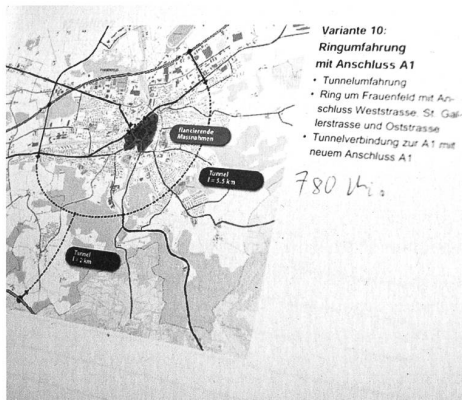 Variante 10:
Ringumfahrung
mit Anschluss A1
• Tunnelumfahrung
• Ring um Frauenfeld mit An-
schluss Weststrasse, St. Gal-
lerstrasse und Oststrasse
• Tunnelverbindung zur A1 mit
neuem Anschluss A1
780 Mi.
flankierende
Massnahmen
Tunnel
l = 5.5 km
Tunnel
l = 2 km